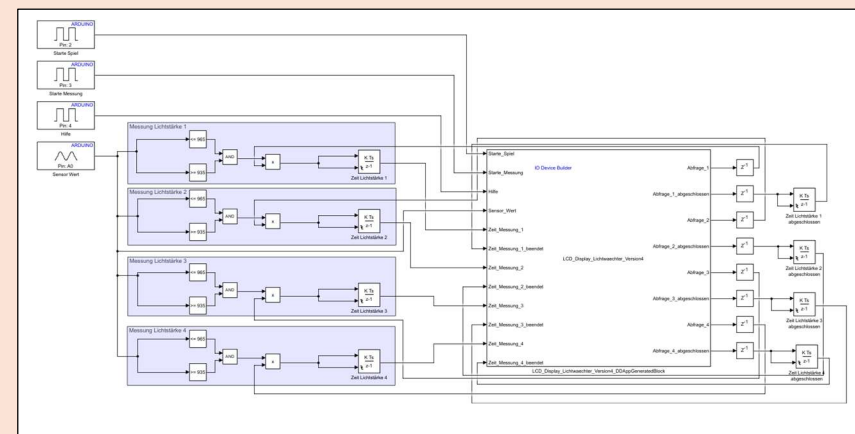 ARDUINO
Pin: 2
Starte Spiel
ARDUINO
Pin: 3
Starte Messung
ARDUINO
Pin: 4
Hilfe
ARDUINO
Pin: A0
Sensor Wert
Messung Lichtstärke 1
<= 965
>= 935
AND
x
K Ts
z-1
Zeit Lichtstärke 1
Messung Lichtstärke 2
<= 965
>= 935
AND
x
K Ts
z-1
Zeit Lichtstärke 2
Messung Lichtstärke 3
<= 965
>= 935
AND
x
K Ts
z-1
Zeit Lichtstärke 3
Messung Lichtstärke 4
<= 965
>= 935
AND
x
K Ts
z-1
Zeit Lichtstärke 4
Starte_Spiel
Starte_Messung
Hilfe
Sensor_Wert
Zeit_Messung_1
Zeit_Messung_1_beendet
Zeit_Messung_2
Zeit_Messung_2_beendet
Zeit_Messung_3
Zeit_Messung_3_beendet
Zeit_Messung_4
Zeit_Messung_4_beendet
IO Device Builder
LCD_Display_Lichtwaechter_Version4
Abfrage_1
Abfrage_1_abgeschlossen
Abfrage_2
Abfrage_2_abgeschlossen
Abfrage_3
Abfrage_3_abgeschlossen
Abfrage_4
Abfrage_4_abgeschlossen
LCD_Display_Lichtwaechter_Version4_DDAppGeneratedBlock
z-1
z-1
z-1
z-1
z-1
z-1
z-1
z-1
K Ts
z-1
Zeit Lichtstärke 1
abgeschlossen
K Ts
z-1
Zeit Lichtstärke 2
abgeschlossen
K Ts
z-1
Zeit Lichtstärke 3
abgeschlossen
K Ts
z-1
Zeit Lichtstärke 4
abgeschlossen